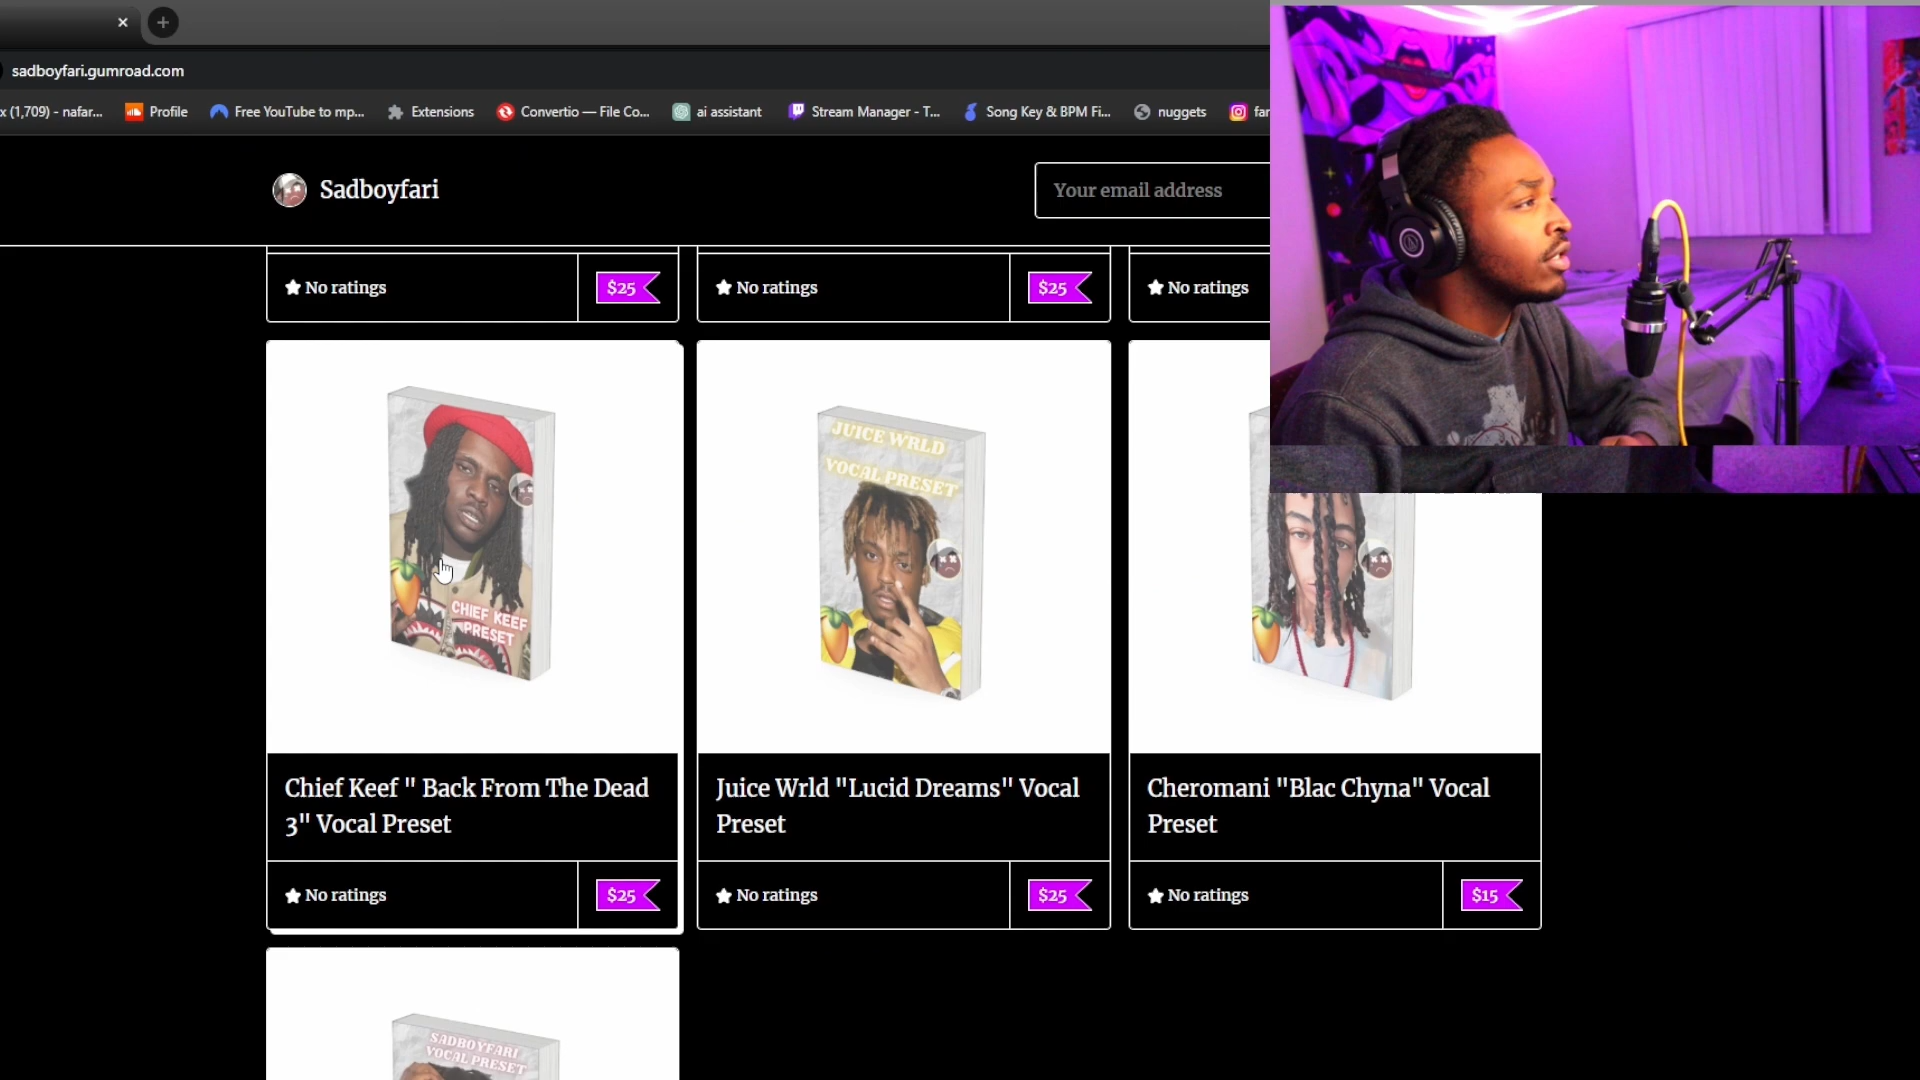 sadboyfari.gumroad.com
x (1,709) - nafar...
Profile
Free YouTube to mp...
Extensions
Convertio — File Co...
ai assistant
Stream Manager - T...
Song Key & BPM Fi...
nuggets
far
Sadboyfari
Your email address
No ratings
$25
No ratings
$25
No ratings
CHIEF KEEF
PRESET
JUICE WRLD
VOCAL PRESET
Chief Keef " Back From The Dead
3" Vocal Preset
Juice Wrld "Lucid Dreams" Vocal
Preset
Cheromani "Blac Chyna" Vocal
Preset
No ratings
$25
No ratings
$25
No ratings
$15
SADBOYFARI
VOCAL PRESET